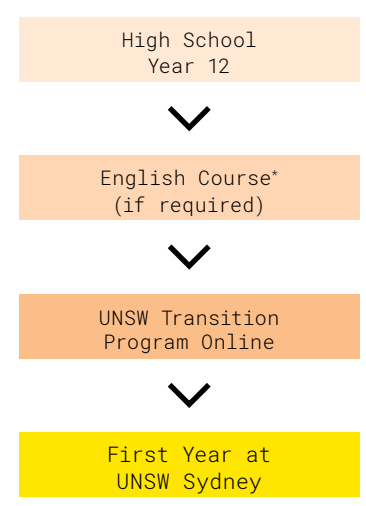 High School
Year 12
English Course*
(if required)
UNSW Transition
Program Online
First Year at
UNSW Sydney